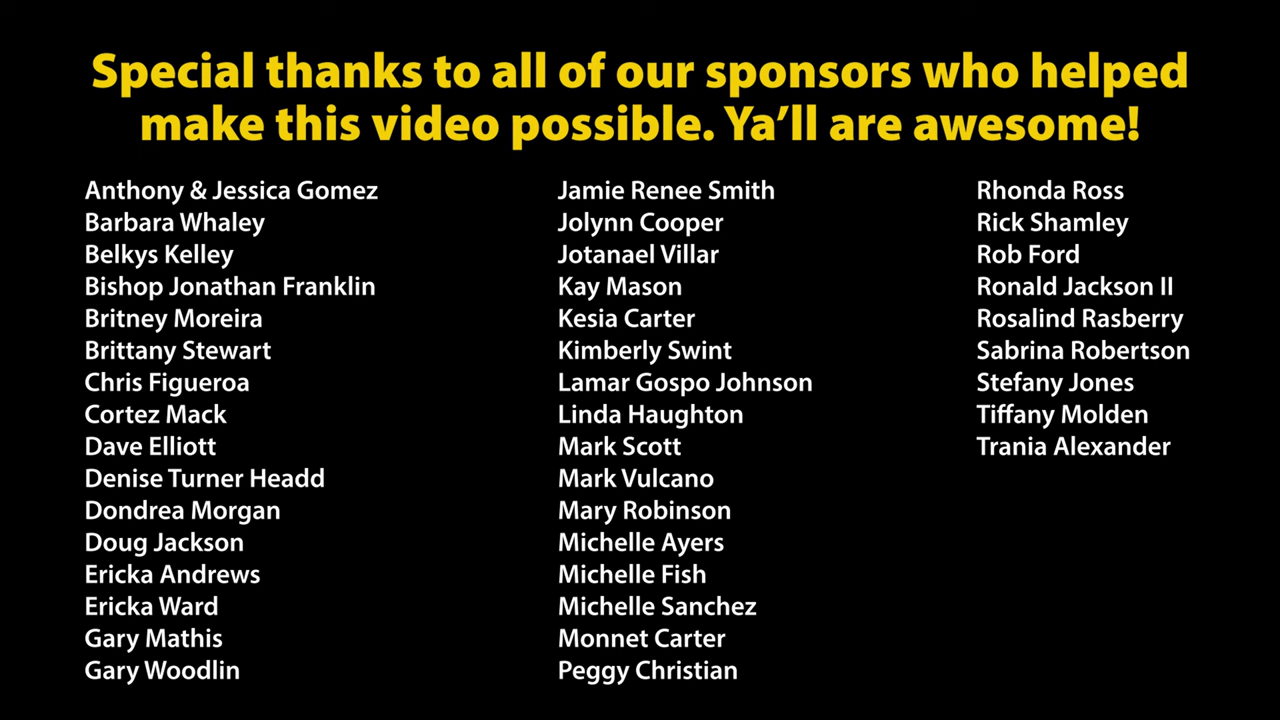 Special thanks to all of our sponsors who helped
make this video possible. Ya’ll are awesome!
Anthony & Jessica Gomez
Barbara Whaley
Belkys Kelley
Bishop Jonathan Franklin
Britney Moreira
Brittany Stewart
Chris Figueroa
Cortez Mack
Dave Elliott
Denise Turner Headd
Dondrea Morgan
Doug Jackson
Ericka Andrews
Ericka Ward
Gary Mathis
Gary Woodlin
Jamie Renee Smith
Jolynn Cooper
Jotanael Villar
Kay Mason
Kesia Carter
Kimberly Swint
Lamar Gospo Johnson
Linda Haughton
Mark Scott
Mark Vulcano
Mary Robinson
Michelle Ayers
Michelle Fish
Michelle Sanchez
Monnet Carter
Peggy Christian
Rhonda Ross
Rick Shamley
Rob Ford
Ronald Jackson II
Rosalind Rasberry
Sabrina Robertson
Stefany Jones
Tiffany Molden
Trania Alexander